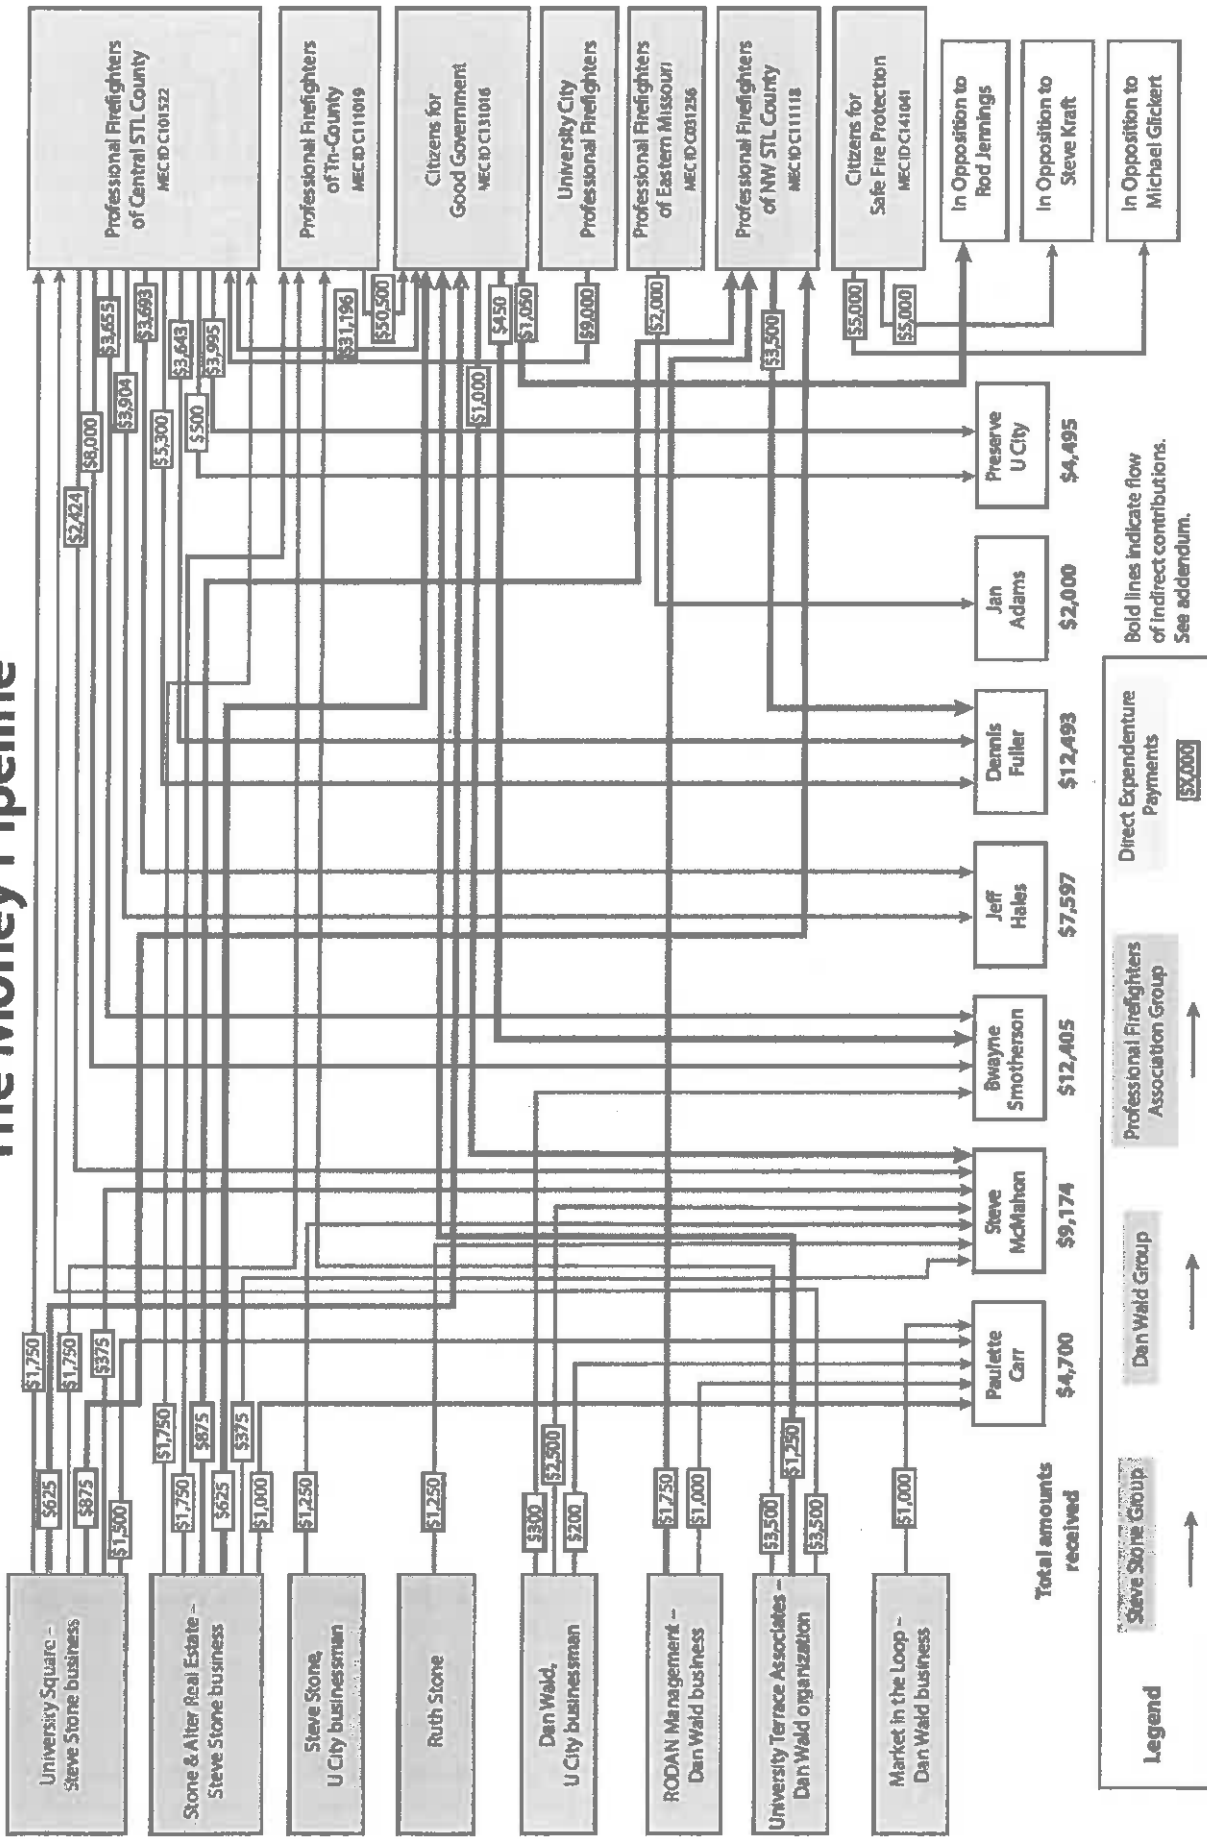 The Money Pipeline
University Square –
Steve Stone business
Stone & Alter Real Estate –
Steve Stone business
Steve Stone,
U City businessman
Ruth Stone
Dan Wald,
U City businessman
RODAN Management –
Dan Wald business
University Terrace Associates –
Dan Wald organization
Market in the Loop –
Dan Wald business
$1,750
$625
$1,750
$875
$375
$1,500
$1,750
$1,750
$875
$625
$375
$1,000
$1,250
$1,250
$300
$2,500
$200
$1,750
$1,000
$3,500
$1,250
$3,500
$1,000
$2,424
$8,000
$3,655
$3,904
$3,693
$5,300
$3,643
$500
$3,995
$31,196
$50,500
$1,000
$450
$1,050
$9,000
$2,000
$3,500
$5,000
$5,000
Professional Firefighters
of Central STL County
MEC ID C101522
Professional Firefighters
of Tri-County
MEC ID C111019
Citizens for
Good Government
MEC ID C131016
University City
Professional Firefighters
Professional Firefighters
of Eastern Missouri
MEC ID C031256
Professional Firefighters
of NW STL County
MEC ID C111118
Citizens for
Safe Fire Protection
MEC ID C141041
In Opposition to
Rod Jennings
In Opposition to
Steve Kraft
In Opposition to
Michael Glickert
Total amounts
received
Paulette
Carr
$4,700
Steve
McMahon
$9,174
Bwayne
Smotherson
$12,405
Jeff
Hales
$7,597
Dennis
Fuller
$12,493
Jan
Adams
$2,000
Preserve
U City
$4,495
Bold lines indicate flow
of indirect contributions.
See addendum.
Legend
Steve Stone Group
Dan Wald Group
Professional Firefighters
Association Group
Direct Expenditure
Payments
$X,000